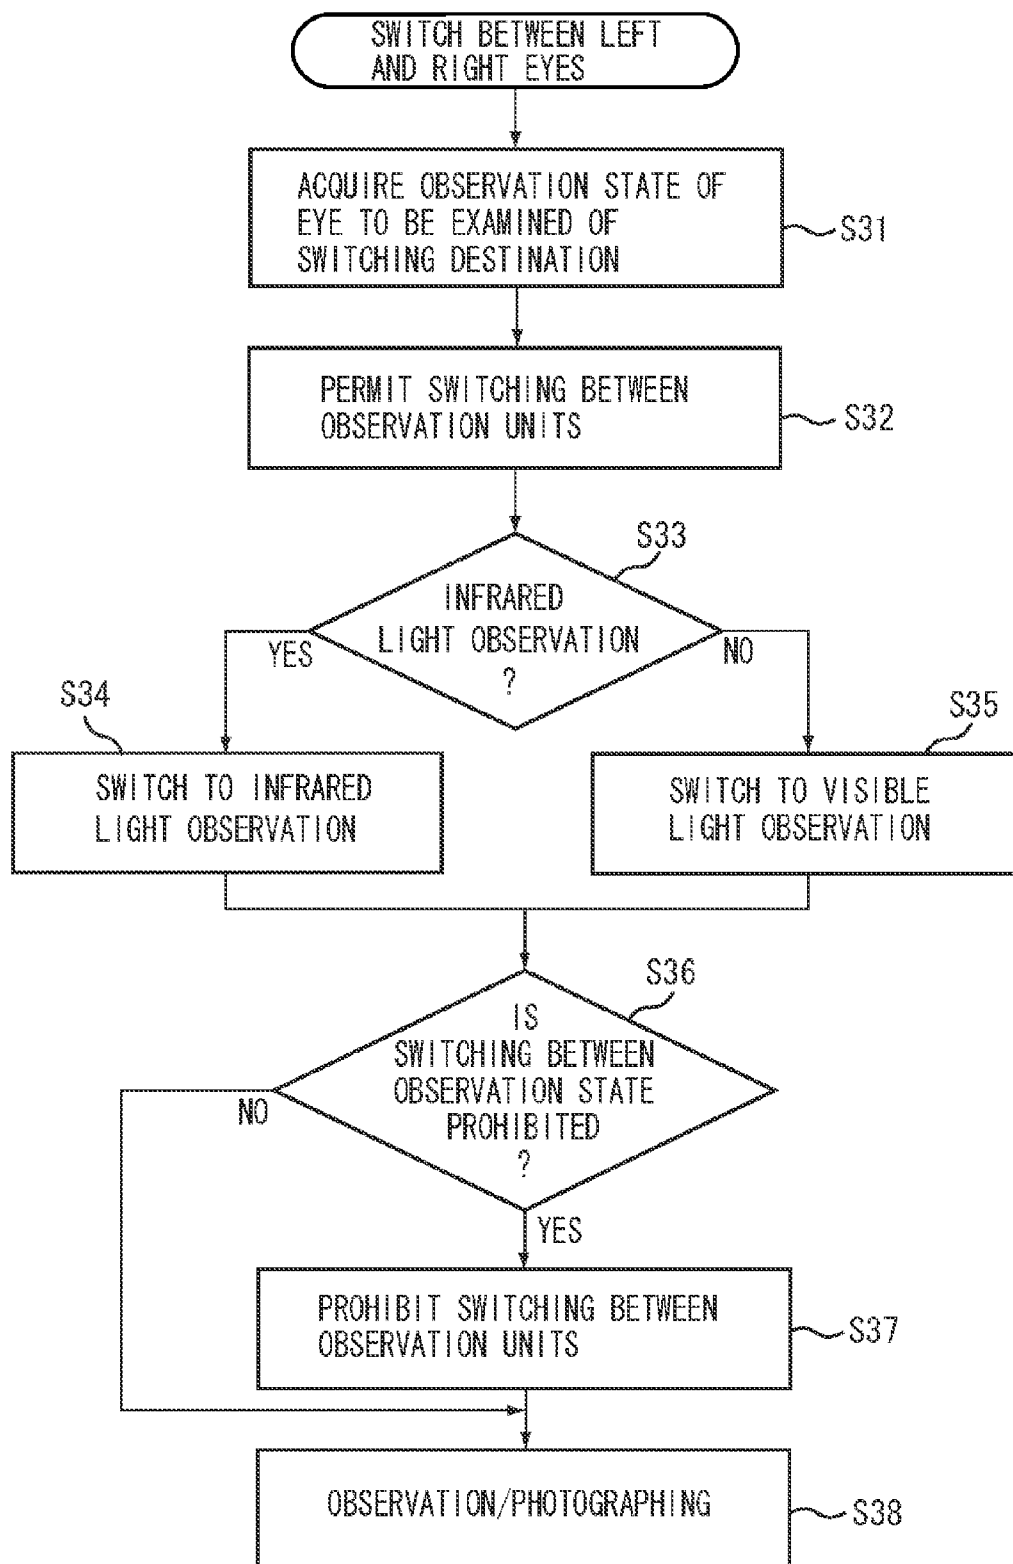 SWITCH BETWEEN LEFT
AND RIGHT EYES
ACQUIRE OBSERVATION STATE OF
EYE TO BE EXAMINED OF
SWITCHING DESTINATION
S31
PERMIT SWITCHING BETWEEN
OBSERVATION UNITS
S32
S33
INFRARED
LIGHT OBSERVATION
?
YES
NO
S34
S35
SWITCH TO INFRARED
LIGHT OBSERVATION
SWITCH TO VISIBLE
LIGHT OBSERVATION
S36
IS
SWITCHING BETWEEN
OBSERVATION STATE
PROHIBITED
?
NO
YES
PROHIBIT SWITCHING BETWEEN
OBSERVATION UNITS
S37
OBSERVATION/PHOTOGRAPHING
S38